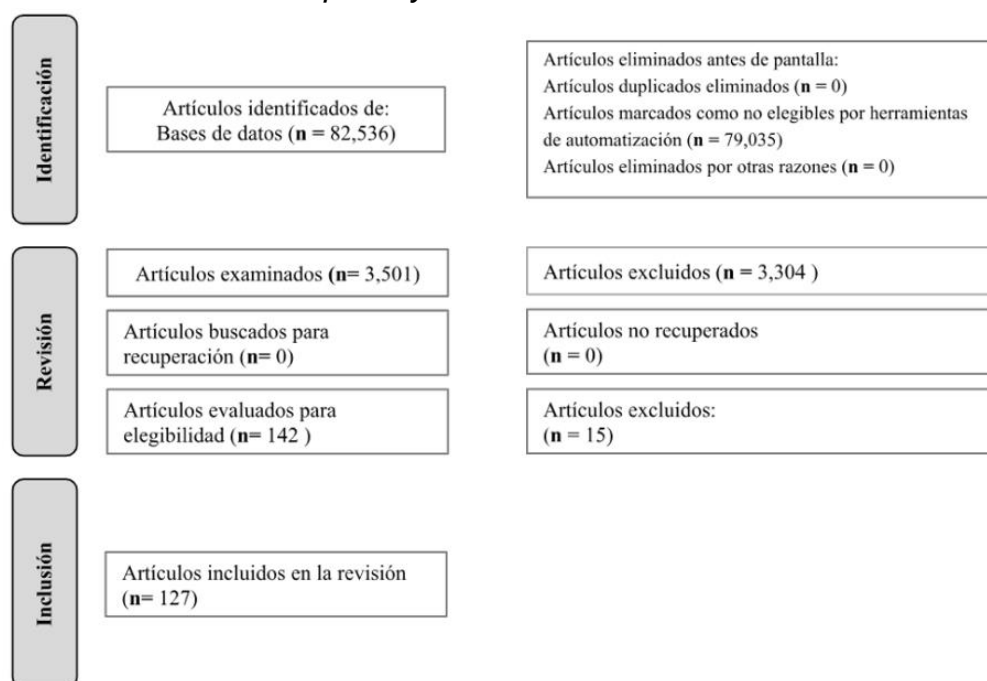 Identificación
Artículos identificados de:
Bases de datos (n = 82,536)
Artículos eliminados antes de pantalla:
Artículos duplicados eliminados (n = 0)
Artículos marcados como no elegibles por herramientas
de automatización (n = 79,035)
Artículos eliminados por otras razones (n = 0)
Revisión
Artículos examinados (n= 3,501)
Artículos excluidos (n = 3,304 )
Artículos buscados para
recuperación (n= 0)
Artículos no recuperados
(n = 0)
Artículos evaluados para
elegibilidad (n= 142 )
Artículos excluidos:
(n = 15)
Inclusión
Artículos incluidos en la revisión
(n= 127)